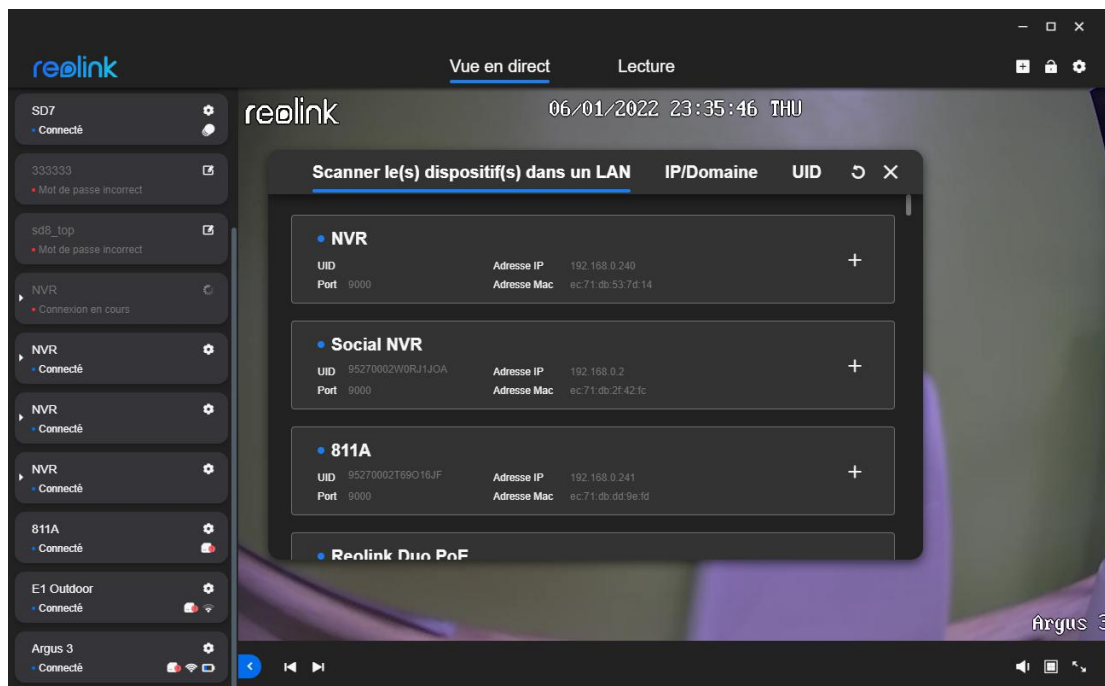 reolink
Vue en direct
Lecture
SD7
Connecté
333333
Mot de passe incorrect
sd8_top
Mot de passe incorrect
NVR
Connexion en cours
NVR
Connecté
NVR
Connecté
NVR
Connecté
811A
Connecté
E1 Outdoor
Connecté
Argus 3
Connecté
reolink
06/01/2022 23:35:46 THU
Scanner le(s) dispositif(s) dans un LAN IP/Domaine UID
NVR
UID Adresse IP 192.168.0.240
Port 9000 Adresse Mac ec:71:db:53:7d:14
Social NVR
UID 95270002W0RJ1JOA Adresse IP 192.168.0.2
Port 9000 Adresse Mac ec:71:db:2f:42:fc
811A
UID 95270002T69O16JF Adresse IP 192.168.0.241
Port 9000 Adresse Mac ec:71:db:dd:9e:fd
Reolink Duo PoE
Argus 3